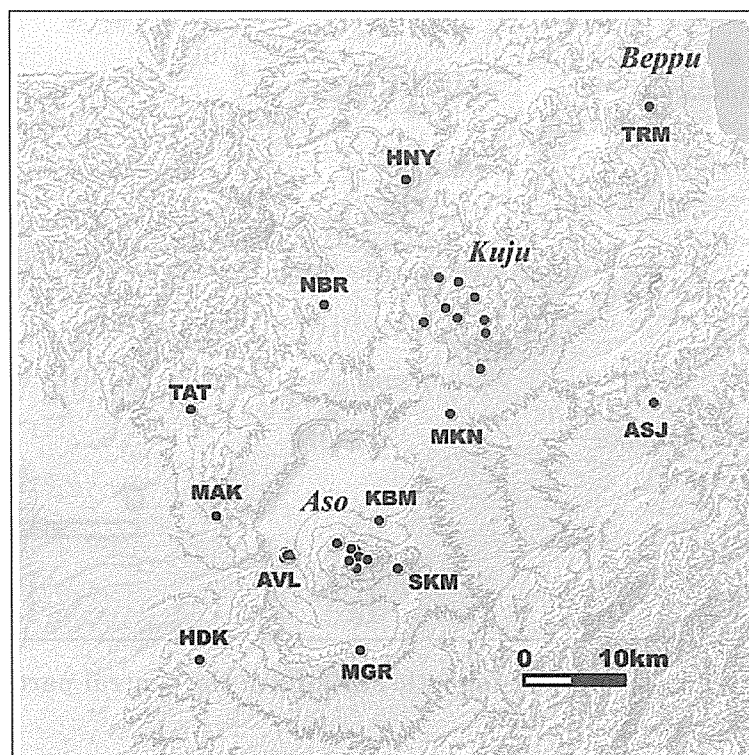 Beppu
TRM
HNY
Kuju
NBR
TAT
MKN
ASJ
MAK
Aso
KBM
AVL
SKM
HDK
MGR
0 10km